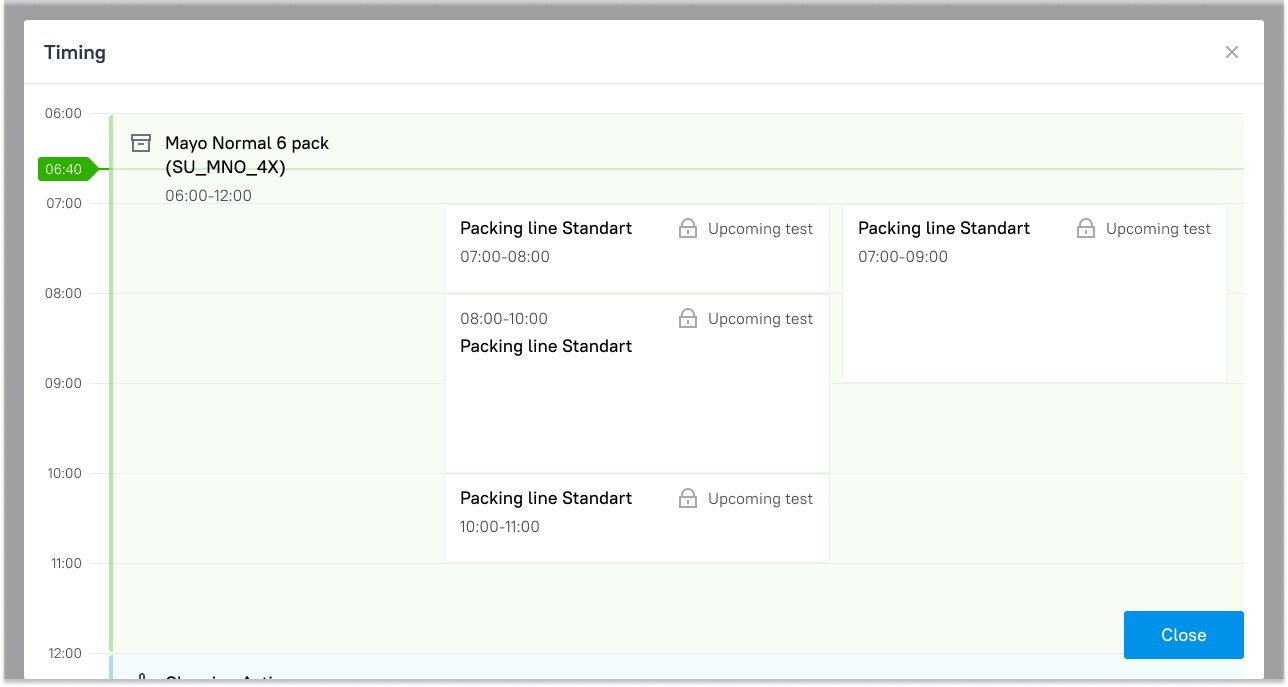 Timing
06:00
Mayo Normal 6 pack
(SU_MNO_4X)
06:40
06:00-12:00
07:00
Packing line Standart
Upcoming test
07:00-08:00
Packing line Standart
Upcoming test
07:00-09:00
08:00
08:00-10:00
Upcoming test
Packing line Standart
09:00
10:00
Packing line Standart
Upcoming test
10:00-11:00
11:00
Close
12:00